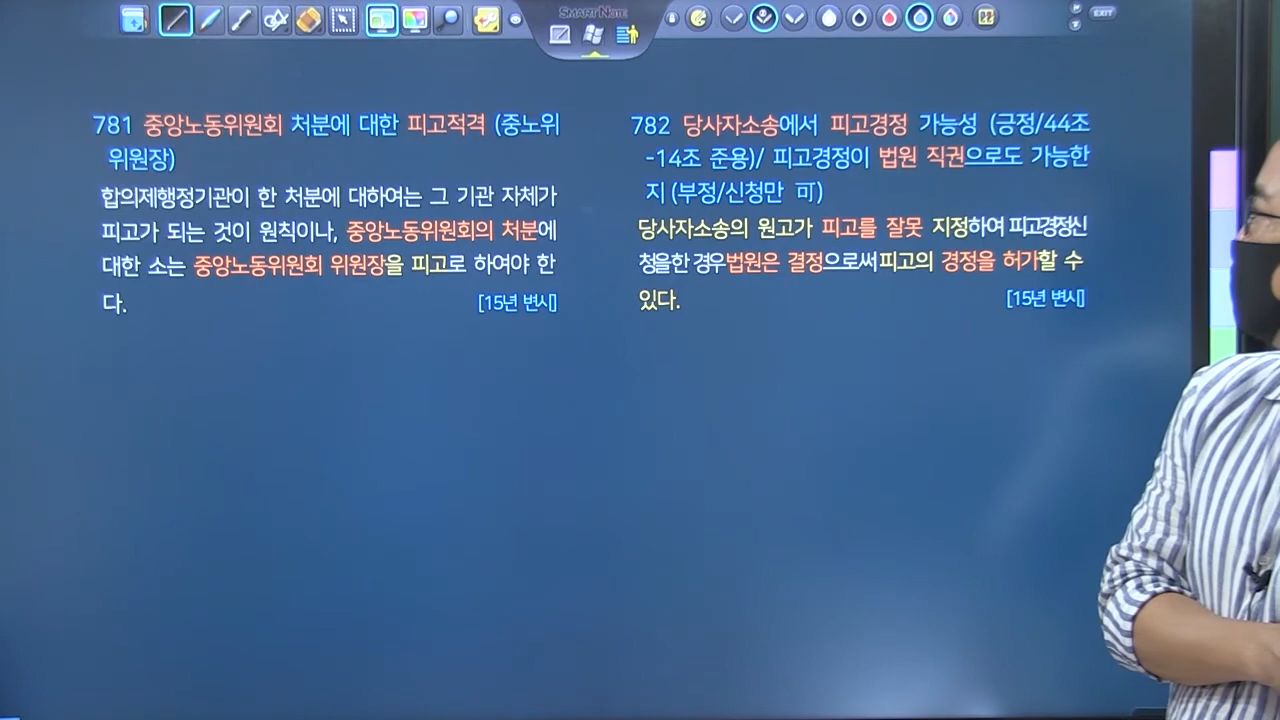 SMART NOTE
EXIT
781 중앙노동위원회 처분에 대한 피고적격 (중노위
위원장)
합의제행정기관이 한 처분에 대하여는 그 기관 자체가
피고가 되는 것이 원칙이나, 중앙노동위원회의 처분에
대한 소는 중앙노동위원회 위원장을 피고로 하여야 한
다. [15년 변시]
782 당사자소송에서 피고경정 가능성 (긍정/44조
-14조 준용)/ 피고경정이 법원 직권으로도 가능한
지 (부정/신청만 可)
당사자소송의 원고가 피고를 잘못 지정하여 피고경정신
청을한 경우법원은 결정으로써피고의 경정을 허가할 수
있다. [15년 변시]